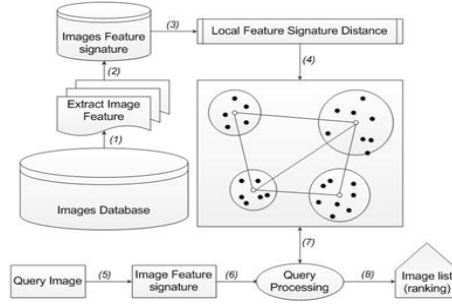 Images Feature
signature
(3)
Local Feature Signature Distance
(2)
(4)
Extract Image
Feature
(1)
Images Database
(7)
Query Image
(5)
Image Feature
signature
(6)
Query
Processing
(8)
Image list
(ranking)